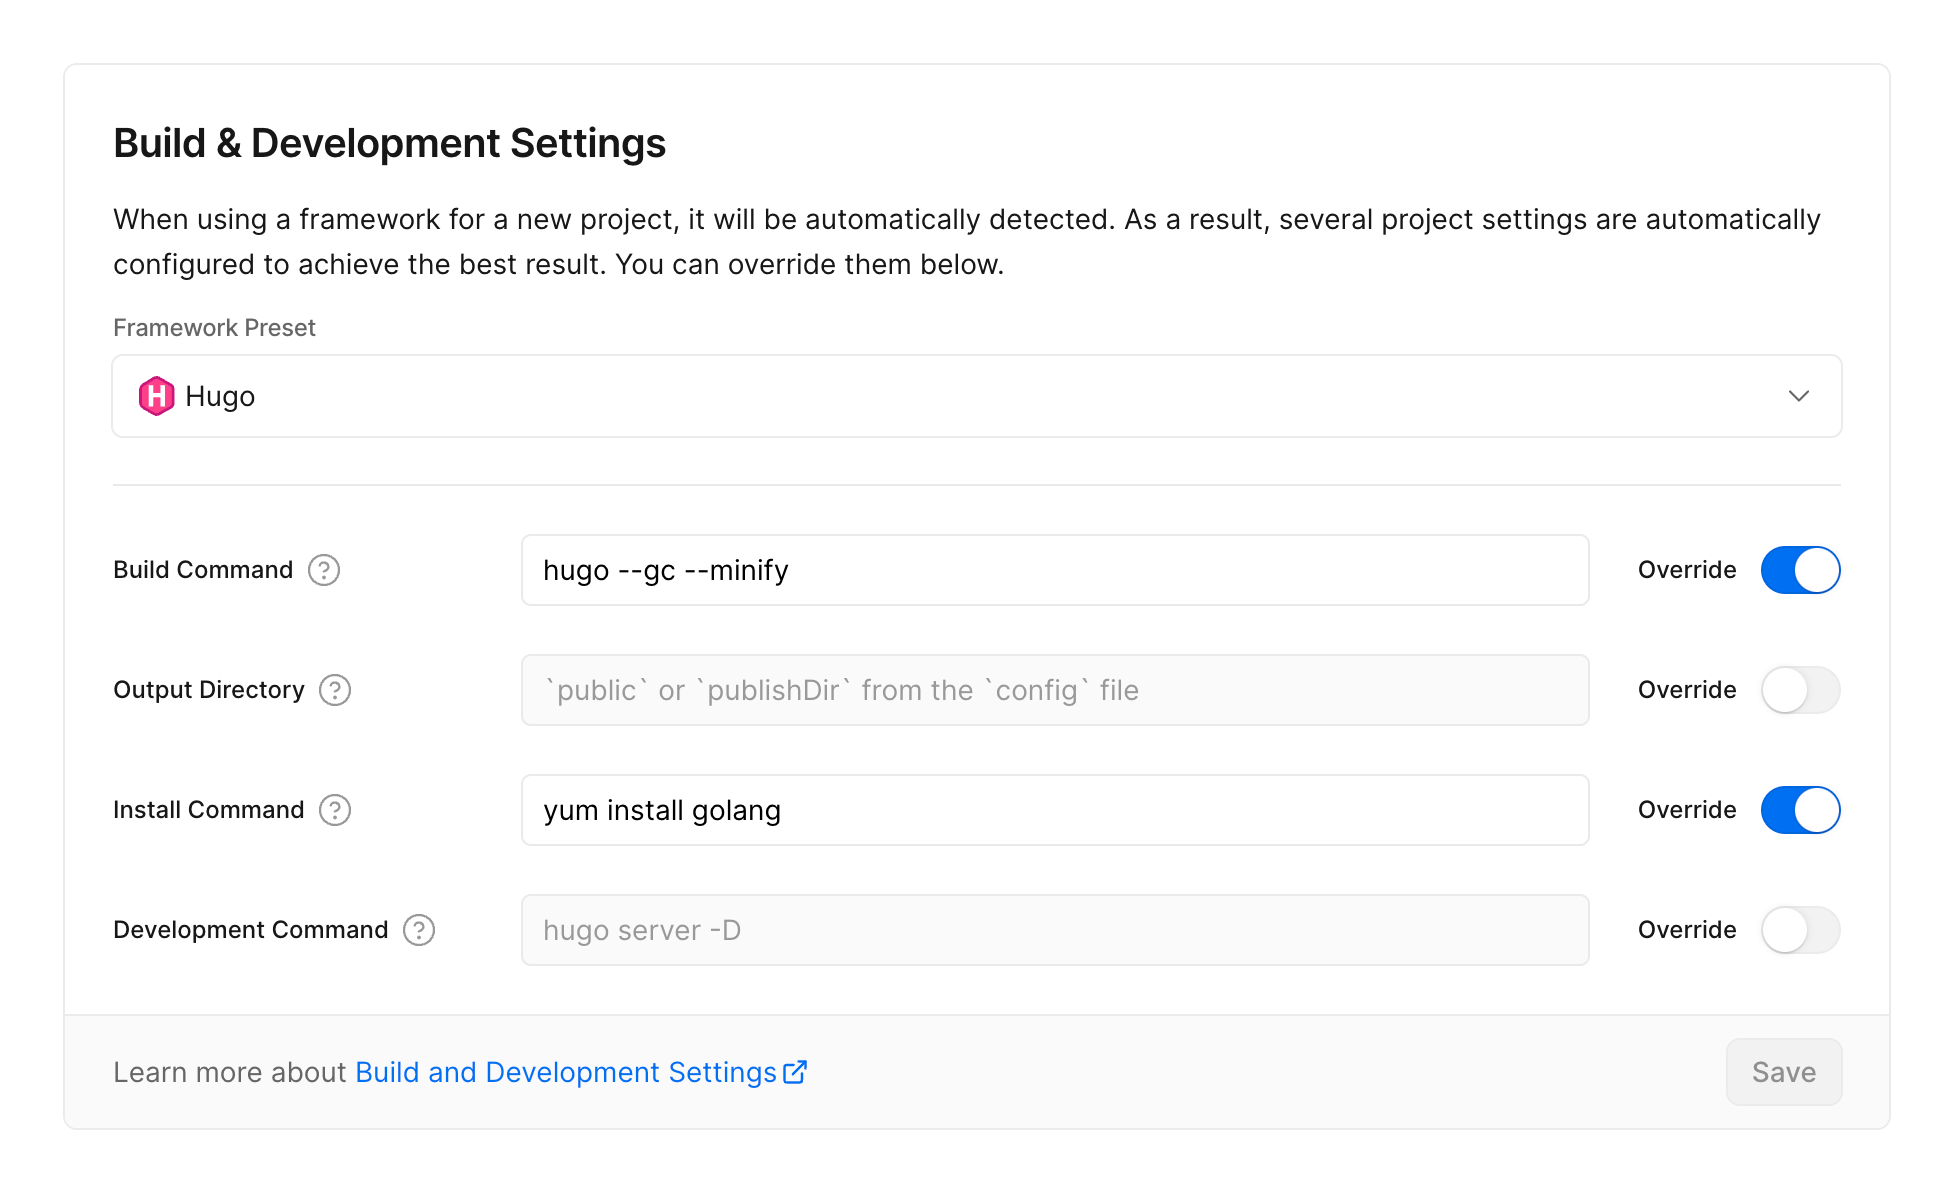 Build & Development Settings
When using a framework for a new project, it will be automatically detected. As a result, several project settings are automatically
configured to achieve the best result. You can override them below.
Framework Preset
H Hugo
Build Command ? hugo --gc --minify Override
Output Directory ? `public` or `publishDir` from the `config` file Override
Install Command ? yum install golang Override
Development Command ? hugo server -D Override
Learn more about Build and Development Settings Save